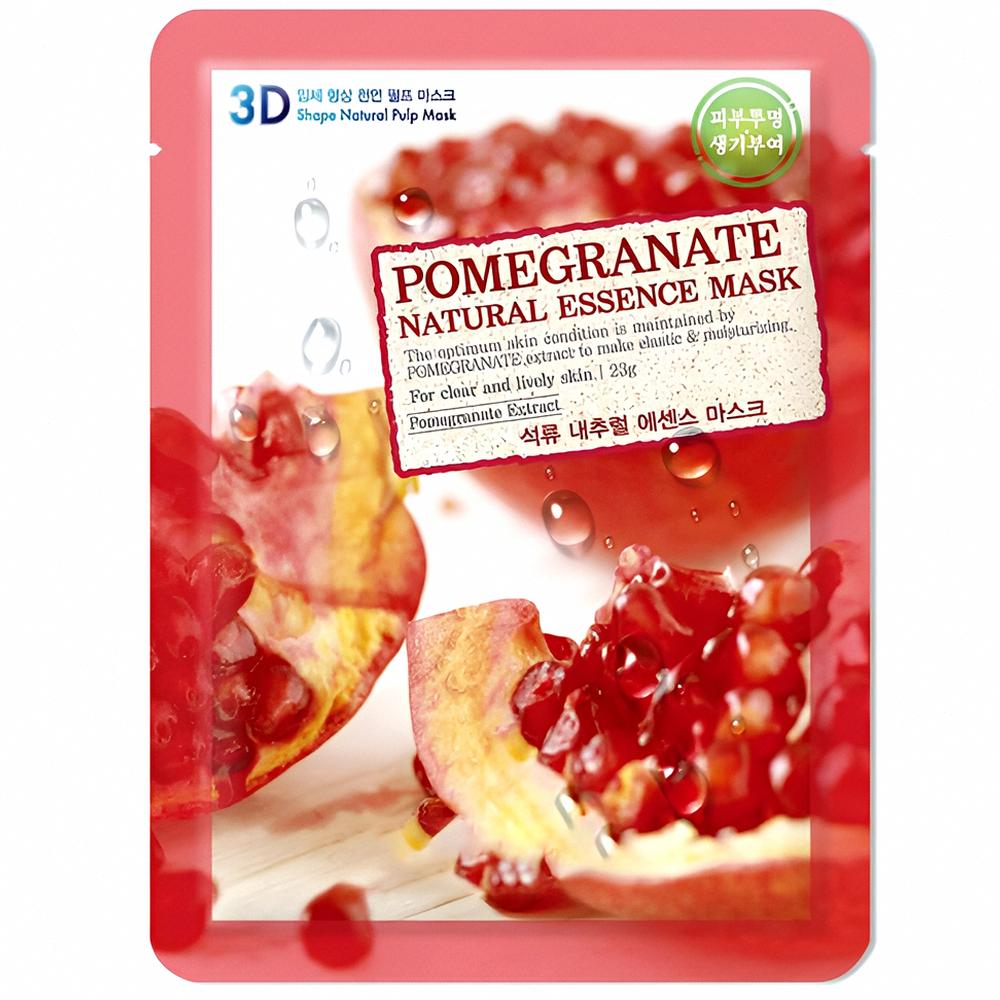 3D 입체 형상 천연 펄프 미스크
Shape Natural Pulp Mask
피부투명
생기부여
POMEGRANATE
NATURAL ESSENCE MASK
The optimum skin condition is maintained by
POMEGRANATE extract to make elastic & moisturizing.
For clear and lively skin. | 23g
Pomegranate Extract
석류 내추럴 에센스 마스크